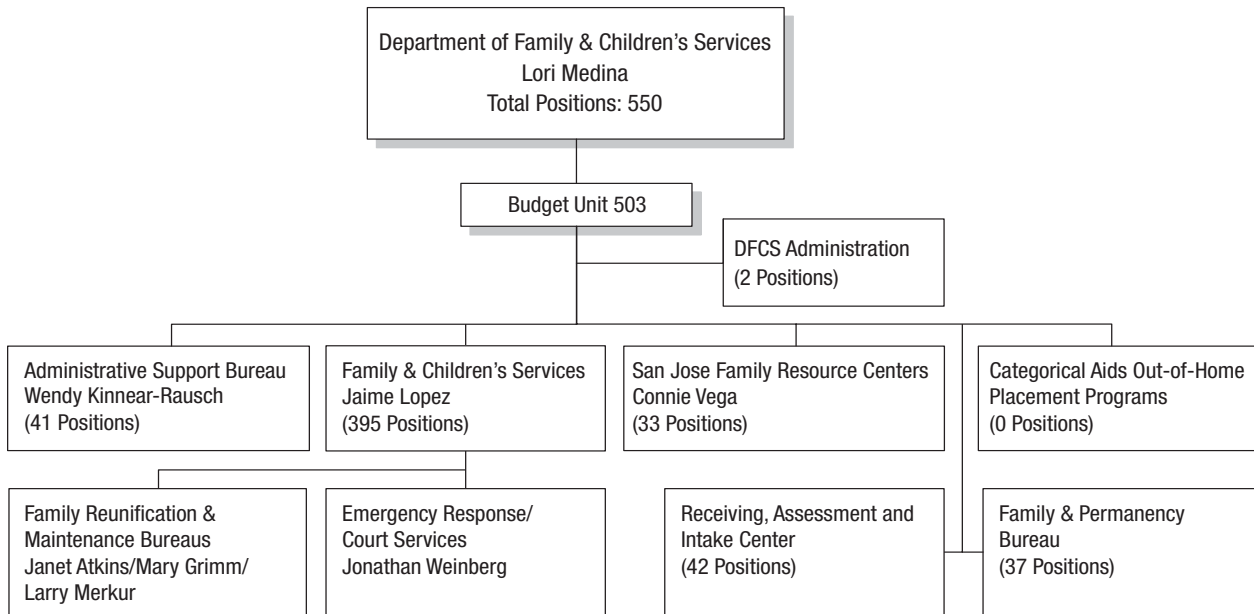 Department of Family & Children’s Services
Lori Medina
Total Positions: 550
Budget Unit 503
DFCS Administration
(2 Positions)
Administrative Support Bureau
Wendy Kinnear-Rausch
(41 Positions)
Family & Children’s Services
Jaime Lopez
(395 Positions)
San Jose Family Resource Centers
Connie Vega
(33 Positions)
Categorical Aids Out-of-Home
Placement Programs
(0 Positions)
Family Reunification &
Maintenance Bureaus
Janet Atkins/Mary Grimm/
Larry Merkur
Emergency Response/
Court Services
Jonathan Weinberg
Receiving, Assessment and
Intake Center
(42 Positions)
Family & Permanency
Bureau
(37 Positions)